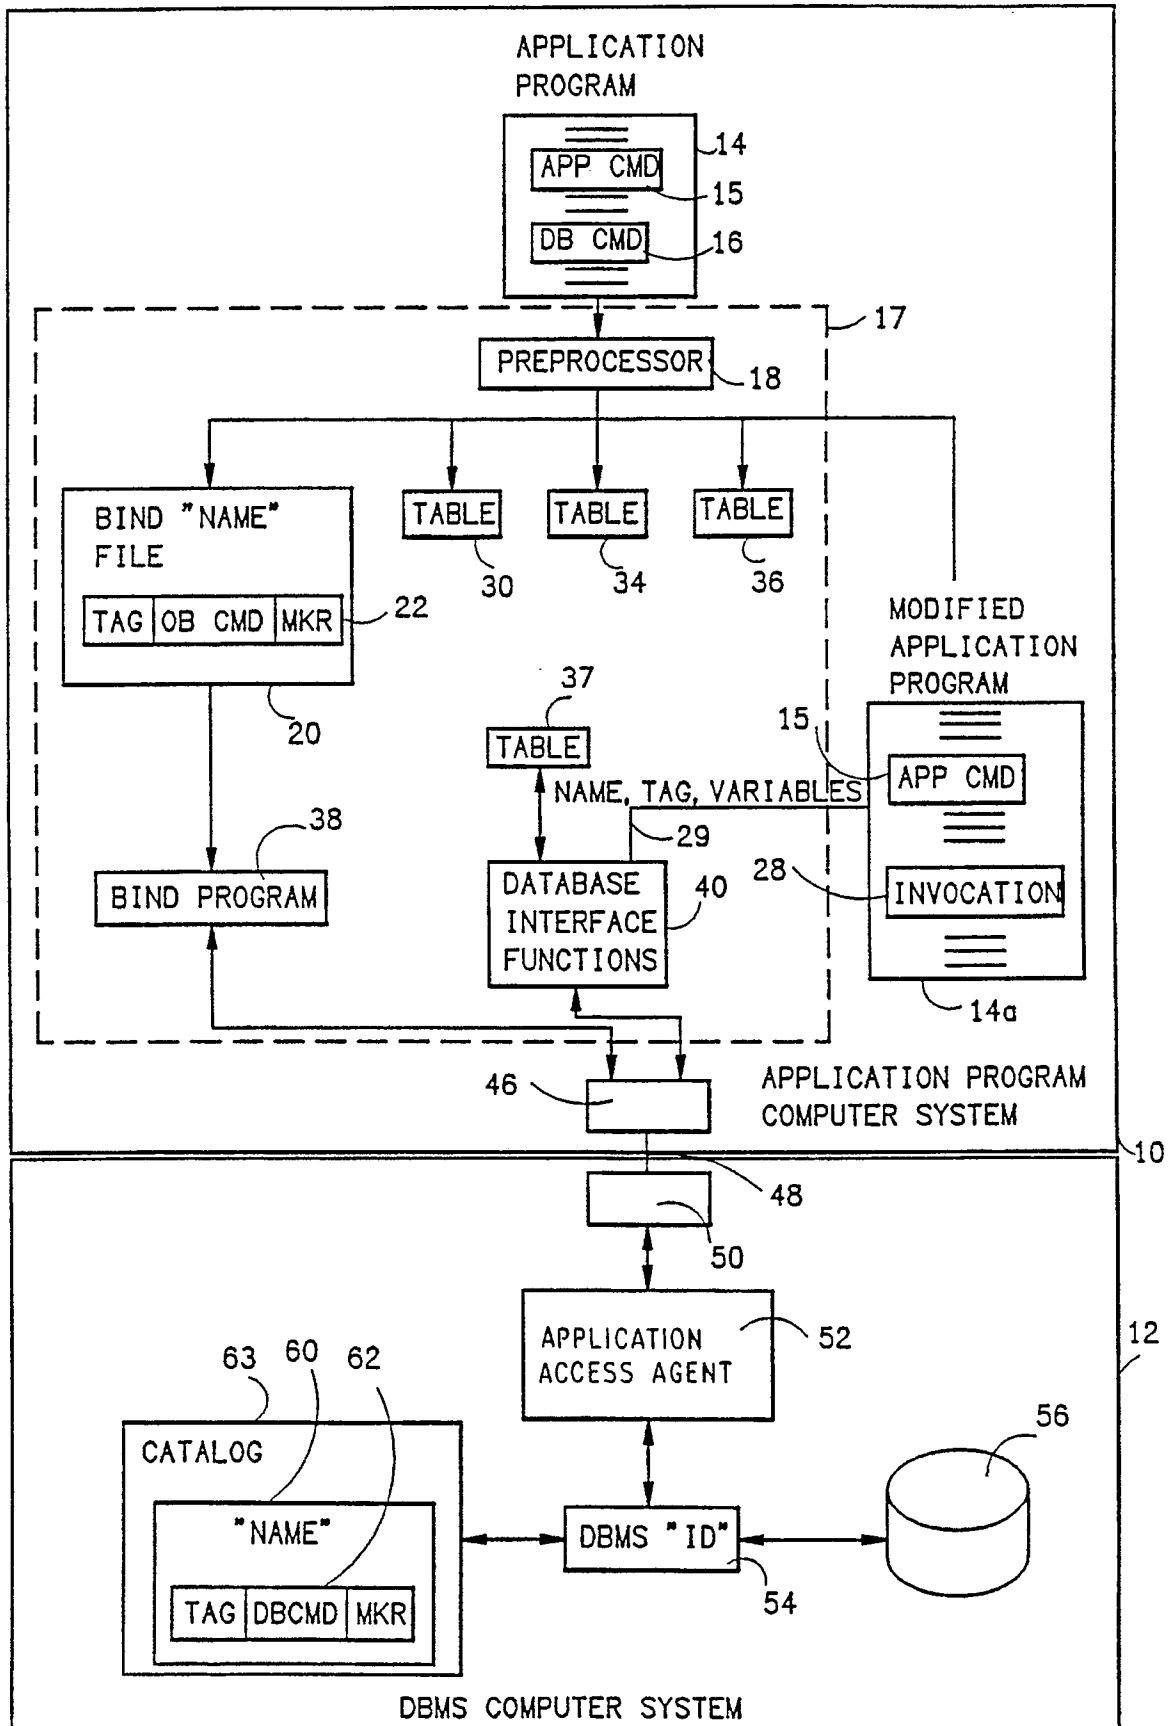 APPLICATION
PROGRAM
14
APP CMD
15
DB CMD
16
17
PREPROCESSOR
18
BIND "NAME"
FILE
TABLE
TABLE
TABLE
30
34
36
TAG OB CMD MKR
22
20
MODIFIED
APPLICATION
PROGRAM
37
TABLE
15
APP CMD
NAME, TAG, VARIABLES
29
38
BIND PROGRAM
DATABASE
INTERFACE
FUNCTIONS
40
28
INVOCATION
14a
46
APPLICATION PROGRAM
COMPUTER SYSTEM
10
48
50
APPLICATION
ACCESS AGENT
52
12
63
60
62
CATALOG
"NAME"
TAG DBCMD MKR
DBMS "ID"
54
56
DBMS COMPUTER SYSTEM